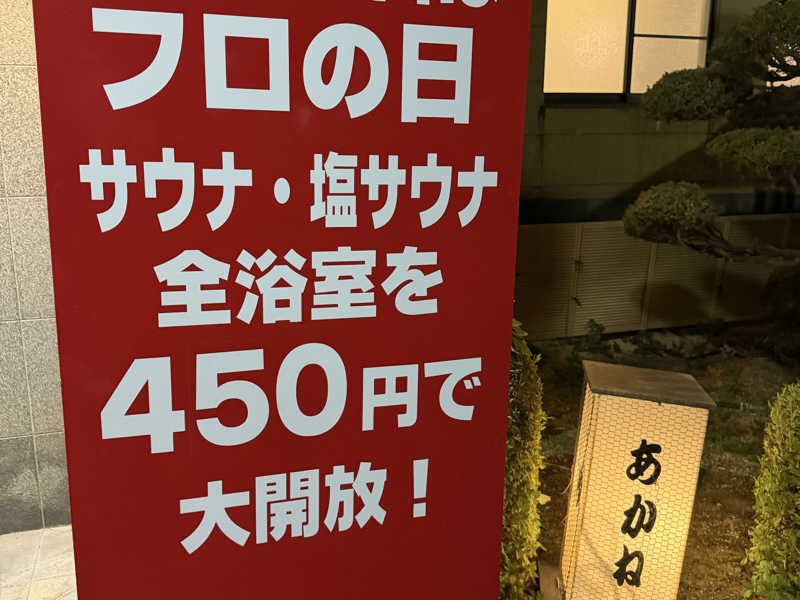 フロの日
サウナ・塩サウナ
全浴室を
450円で
大開放！
あかね